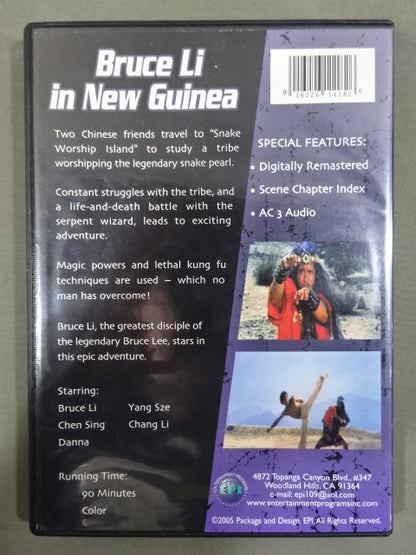 Bruce Li
in New Guinea
Two Chinese friends travel to "Snake
Worship Island" to study a tribe
worshipping the legendary snake pearl.
Constant struggles with the tribe, and
a life-and-death battle with the
serpent wizard, leads to exciting
adventure.
Magic powers and lethal kung fu
techniques are used – which no
man has overcome!
Bruce Li, the greatest disciple of
the legendary Bruce Lee, stars in
this epic adventure.
Starring:
Bruce Li Yang Sze
Chen Sing Chang Li
Danna
Running Time:
90 Minutes
Color
0 16226 11182 6
SPECIAL FEATURES:
• Digitally Remastered
• Scene Chapter Index
• AC 3 Audio
EPI
4872 Topanga Canyon Blvd., #347
Woodland Hills, CA 91364
e-mail: epi109@aol.com
www.entertainmentprogramsinc.com
©2005 Package and Design, EPI. All Rights Reserved.